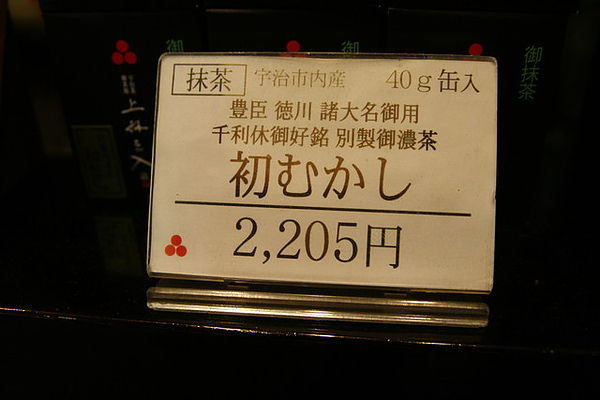 抹茶 宇治市内産 40g缶入
豊臣 徳川 諸大名御用
千利休御好銘 別製御濃茶
初むかし
2,205円
御
御
御抹茶